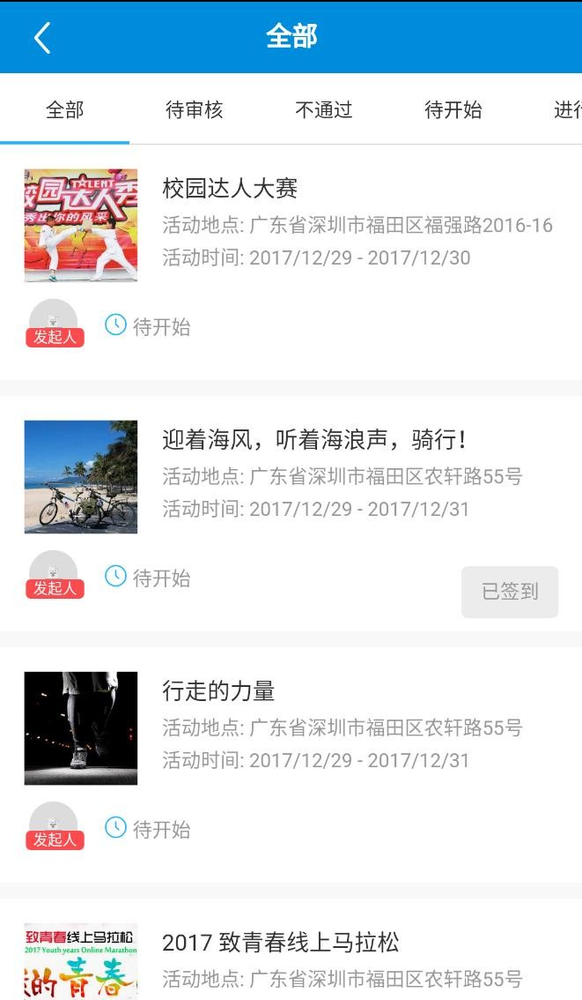 全部
全部
待审核
不通过
待开始
校园达人大赛
活动地点: 广东省深圳市福田区福强路2016-16
活动时间: 2017/12/29 - 2017/12/30
校园TALENT达人秀
秀出你的风采
发起人
待开始
迎着海风，听着海浪声，骑行！
活动地点: 广东省深圳市福田区农轩路55号
活动时间: 2017/12/29 - 2017/12/31
发起人
待开始
已签到
行走的力量
活动地点: 广东省深圳市福田区农轩路55号
活动时间: 2017/12/29 - 2017/12/31
发起人
待开始
致青春线上马拉松
2017 Youth years Online Marathon
的青春
2017 致青春线上马拉松
活动地点: 广东省深圳市福田区农轩路55号